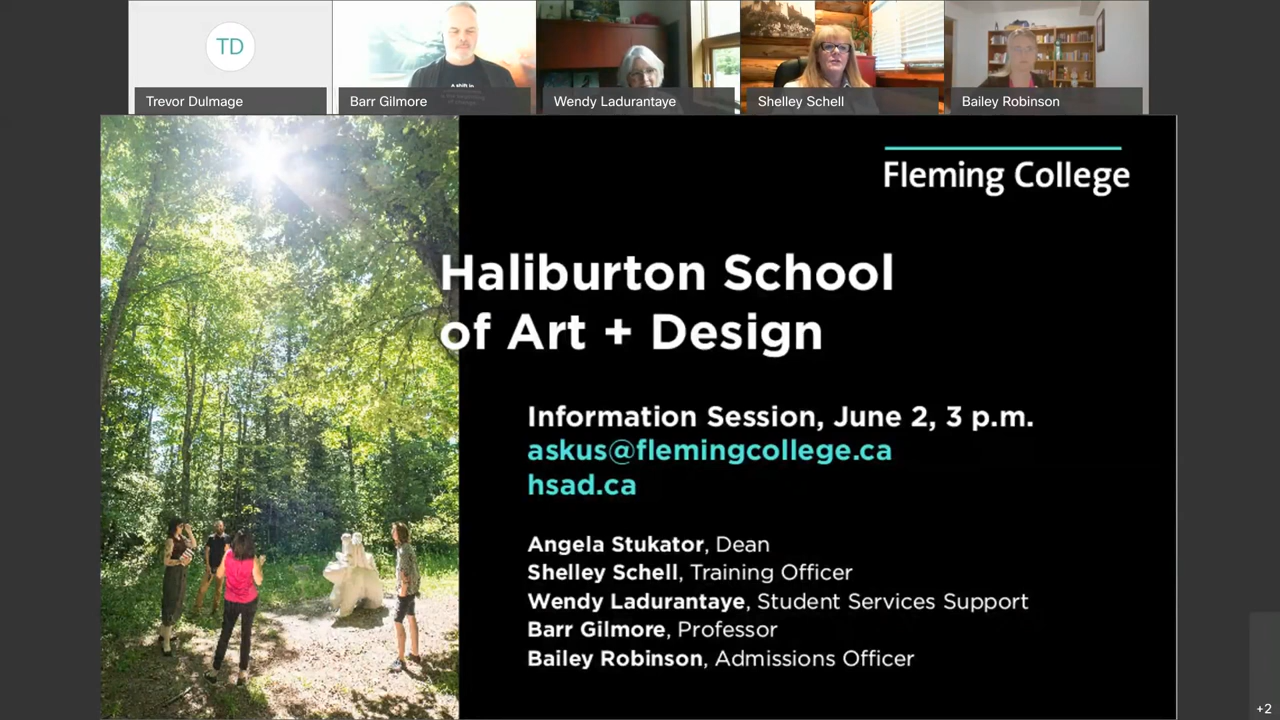 TD
Trevor Dulmage
Barr Gilmore
Wendy Ladurantaye
Shelley Schell
Bailey Robinson
A shift in
Fleming College
Haliburton School
of Art + Design
Information Session, June 2, 3 p.m.
askus@flemingcollege.ca
hsad.ca
Angela Stukator, Dean
Shelley Schell, Training Officer
Wendy Ladurantaye, Student Services Support
Barr Gilmore, Professor
Bailey Robinson, Admissions Officer
+2